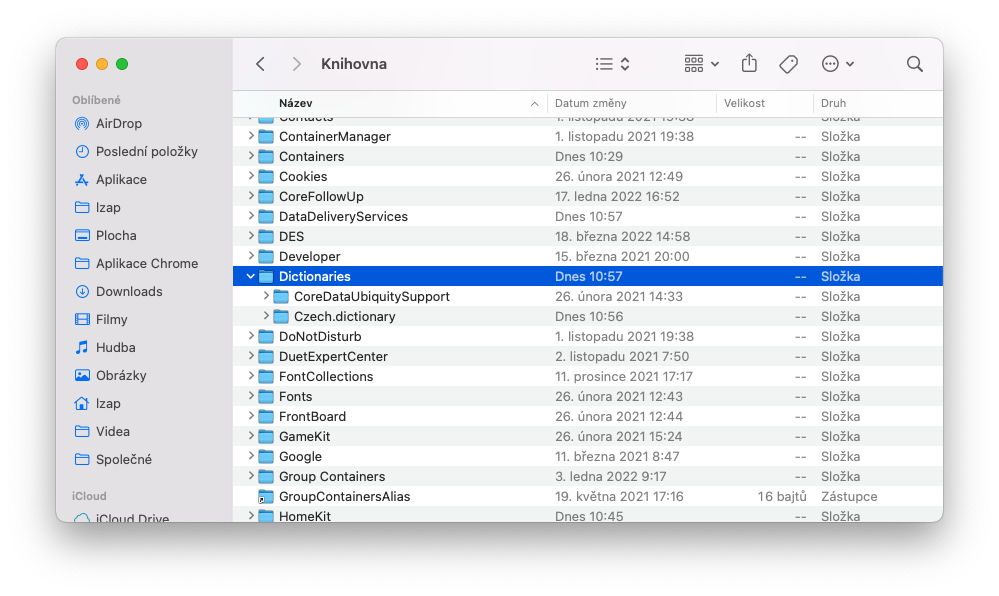 Knihovna
Oblíbené
AirDrop
Poslední položky
Aplikace
lzap
Plocha
Aplikace Chrome
Downloads
Filmy
Hudba
Obrázky
lzap
Videa
Společné
iCloud
iCloud Drive
Název Datum změny Velikost Druh
Contacts 1. listopadu 2021 19:38 -- Složka
ContainerManager 1. listopadu 2021 19:38 -- Složka
Containers Dnes 10:29 -- Složka
Cookies 26. února 2021 12:49 -- Složka
CoreFollowUp 17. ledna 2022 16:52 -- Složka
DataDeliveryServices Dnes 10:57 -- Složka
DES 18. března 2022 14:58 -- Složka
Developer 15. března 2021 20:00 -- Složka
Dictionaries Dnes 10:57 -- Složka
CoreDataUbiquitySupport 26. února 2021 14:33 -- Složka
Czech.dictionary Dnes 10:56 -- Složka
DoNotDisturb 1. listopadu 2021 19:38 -- Složka
DuetExpertCenter 2. listopadu 2021 7:50 -- Složka
FontCollections 11. prosince 2021 17:17 -- Složka
Fonts 26. února 2021 12:43 -- Složka
FrontBoard 26. února 2021 12:44 -- Složka
GameKit 26. února 2021 15:24 -- Složka
Google 11. března 2021 8:47 -- Složka
Group Containers 3. ledna 2022 9:17 -- Složka
GroupContainersAlias 19. května 2021 17:16 16 bajtů Zástupce
HomeKit Dnes 10:45 -- Složka